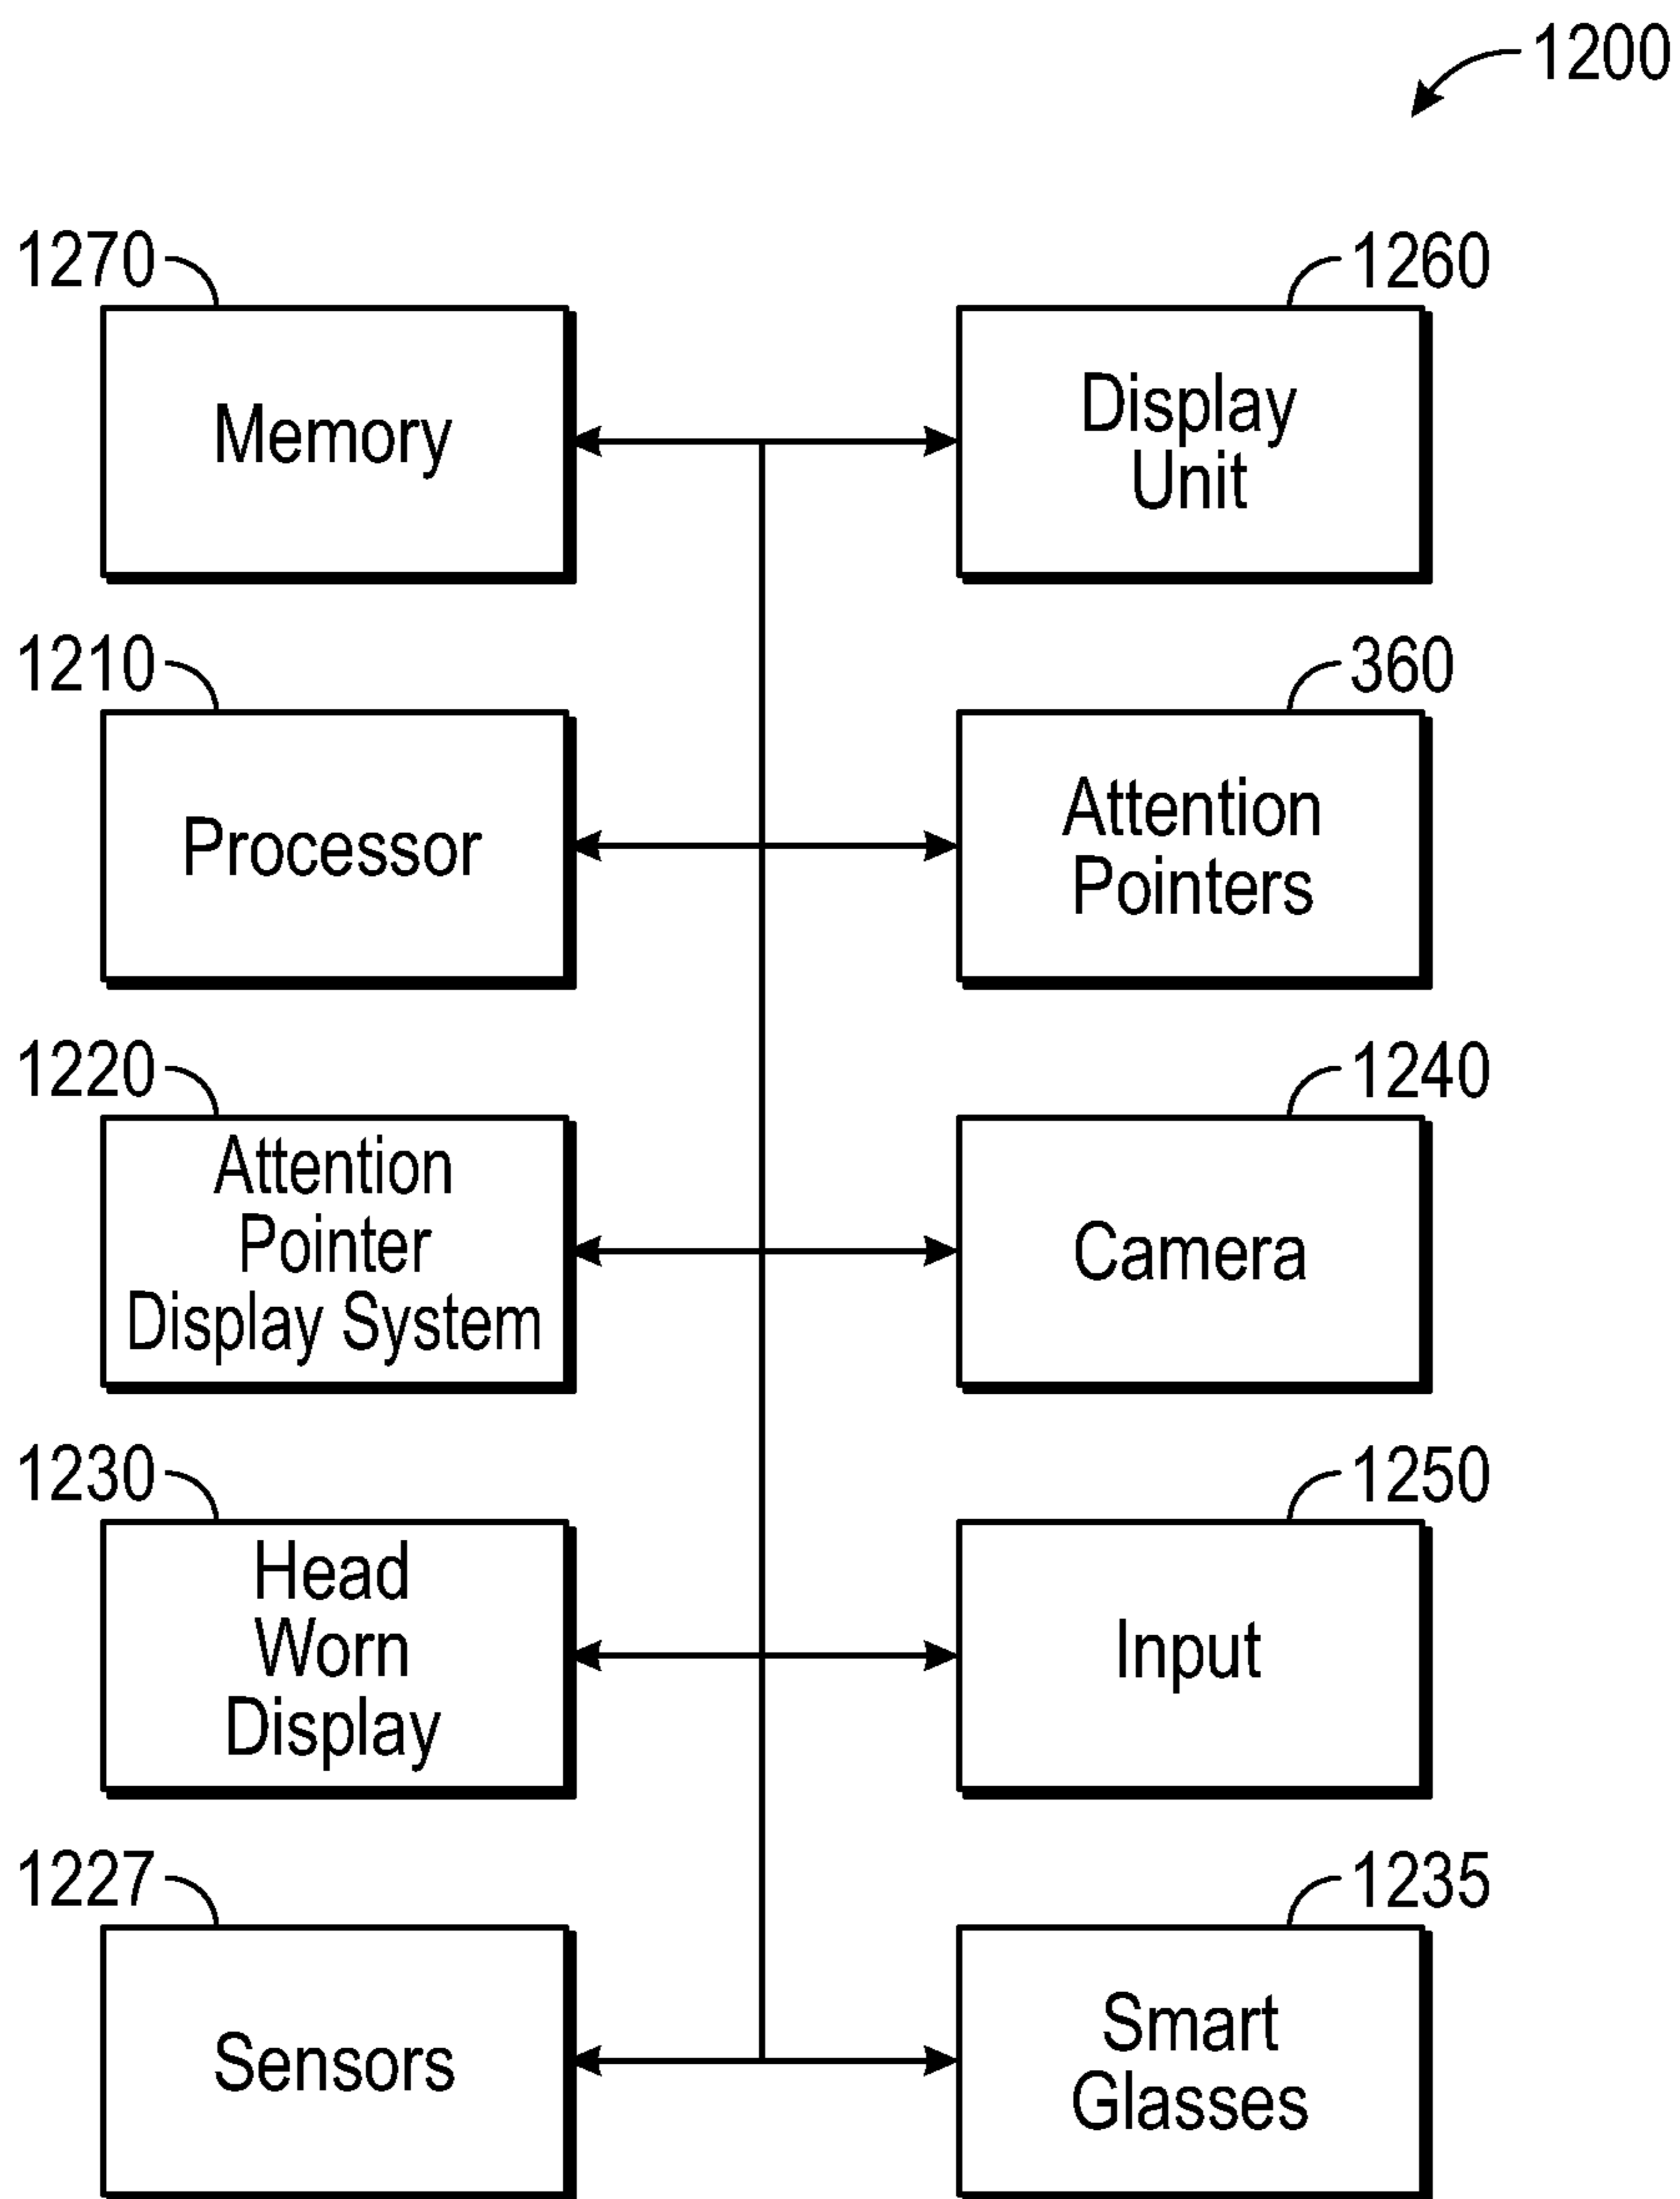 1200
1270
1260
Memory
Display
Unit
1210
360
Processor
Attention
Pointers
1220
1240
Attention
Pointer
Display System
Camera
1230
1250
Head
Worn
Display
Input
1227
1235
Sensors
Smart
Glasses